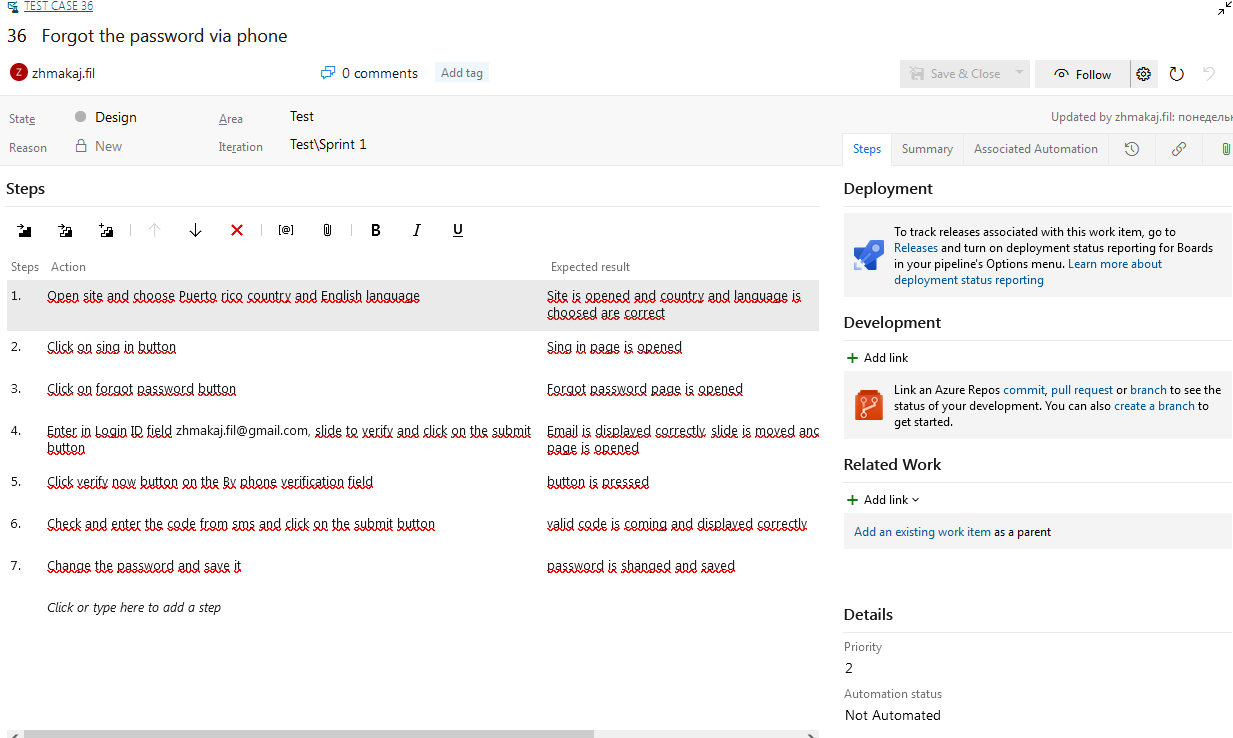 TEST CASE 36
36 Forgot the password via phone
Z zhmakaj.fil
0 comments
Add tag
Save & Close
Follow
State
Design
Area
Test
Updated by zhmakaj.fil:
Reason
New
Iteration
Test\Sprint 1
Steps
Summary
Associated Automation
Steps
B I U
Steps Action Expected result
1. Open site and choose Puerto rico country and English language
Site is opened and country and language is
choosed are correct
2. Click on sing in button
Sing in page is opened
3. Click on forgot password button
Forgot password page is opened
4. Enter in Login ID field zhmakaj.fil@gmail.com, slide to verify and click on the submit
button
Email is displayed correctly, slide is moved and
page is opened
5. Click verify now button on the By phone verification field
button is pressed
6. Check and enter the code from sms and click on the submit button
valid code is coming and displayed correctly
7. Change the password and save it
password is shanged and saved
Click or type here to add a step
Deployment
To track releases associated with this work item, go to
Releases and turn on deployment status reporting for Boards
in your pipeline's Options menu. Learn more about
deployment status reporting
Development
+ Add link
Link an Azure Repos commit, pull request or branch to see the
status of your development. You can also create a branch to
get started.
Related Work
+ Add link
Add an existing work item as a parent
Details
Priority
2
Automation status
Not Automated